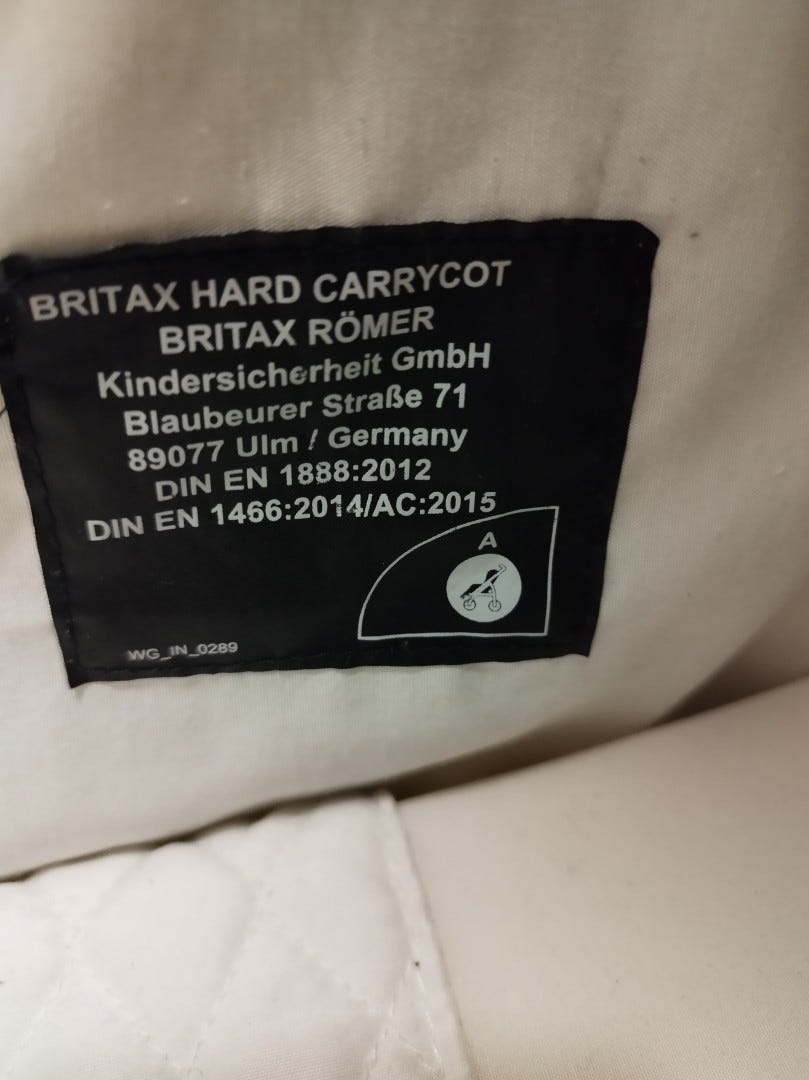 BRITAX HARD CARRYCOT
BRITAX RÖMER
Kindersicherheit GmbH
Blaubeurer Straße 71
89077 Ulm / Germany
DIN EN 1888:2012
DIN EN 1466:2014/AC:2015
A
WG_IN_0289